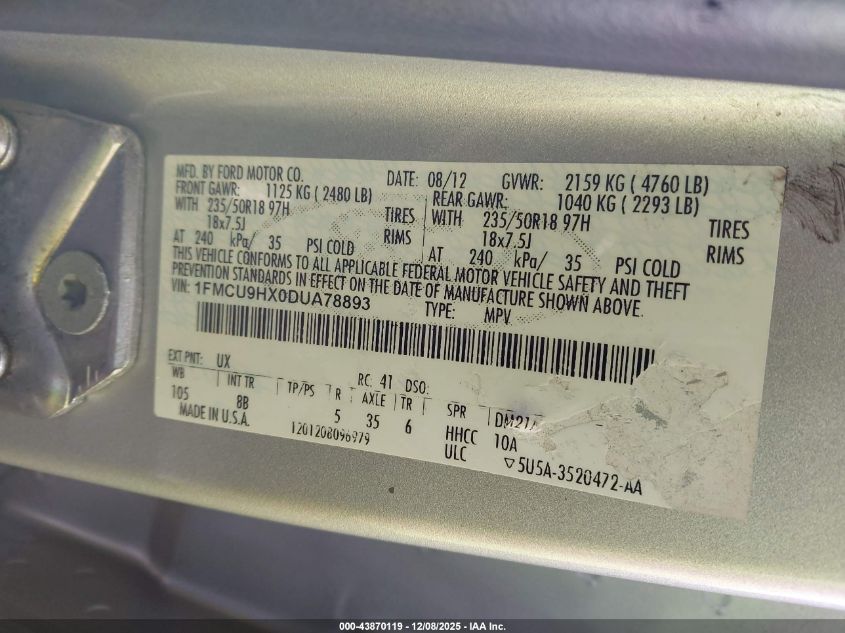 MFD. BY FORD MOTOR CO. DATE: 08/12 GVWR: 2159 KG ( 4760 LB)
FRONT GAWR: 1125 KG ( 2480 LB) REAR GAWR: 1040 KG ( 2293 LB)
WITH 235/50R18 97H TIRES WITH 235/50R18 97H TIRES
18x7.5J RIMS 18x7.5J RIMS
AT 240 kPa/ 35 PSI COLD AT 240 kPa/ 35 PSI COLD
THIS VEHICLE CONFORMS TO ALL APPLICABLE FEDERAL MOTOR VEHICLE SAFETY AND THEFT
PREVENTION STANDARDS IN EFFECT ON THE DATE OF MANUFACTURE SHOWN ABOVE.
VIN: 1FMCU9HX0DUA78893 TYPE: MPV
EXT PNT: UX RC: 41 DSO:
WB INT TR TP/PS R AXLE TR SPR DM21A
105 8B 5 35 6 HHCC 10A
MADE IN U.S.A. 1201208096979 ULC ▽5U5A-3520472-AA
000-43870119 - 12/08/2025 - IAA Inc.